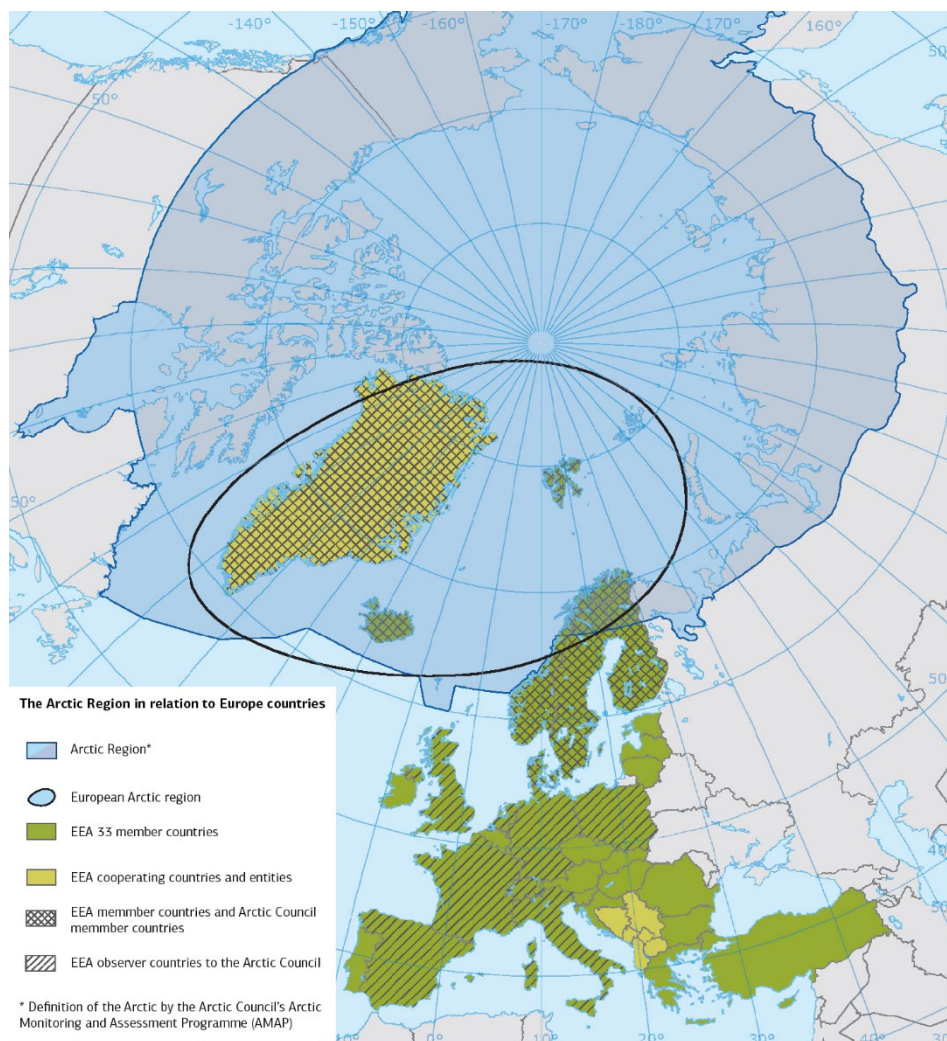 -140°
-150°
-160°
-170°
-180°
170°
160°
50°
50°
50°
50
40°
The Arctic Region in relation to Europe countries
Arctic Region*
European Arctic region
EEA 33 member countries
EEA cooperating countries and entities
EEA memmber countries and Arctic Council
memmber countries
EEA observer countries to the Arctic Council
* Definition of the Arctic by the Arctic Council's Arctic
Monitoring and Assessment Programme (AMAP)
0°
10°
20°
30°
40°